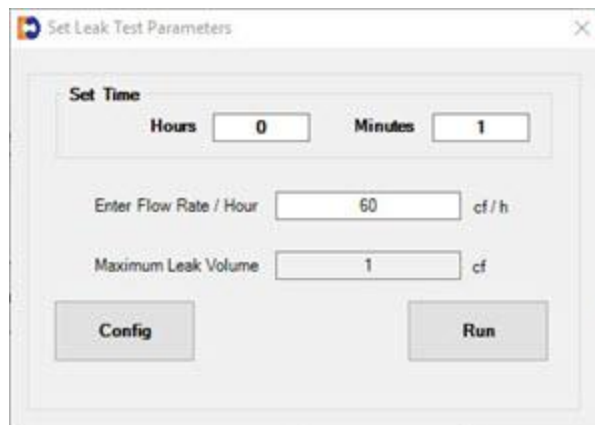 Set Leak Test Parameters
Set Time
Hours 0 Minutes 1
Enter Flow Rate / Hour 60 cf / h
Maximum Leak Volume 1 cf
Config Run